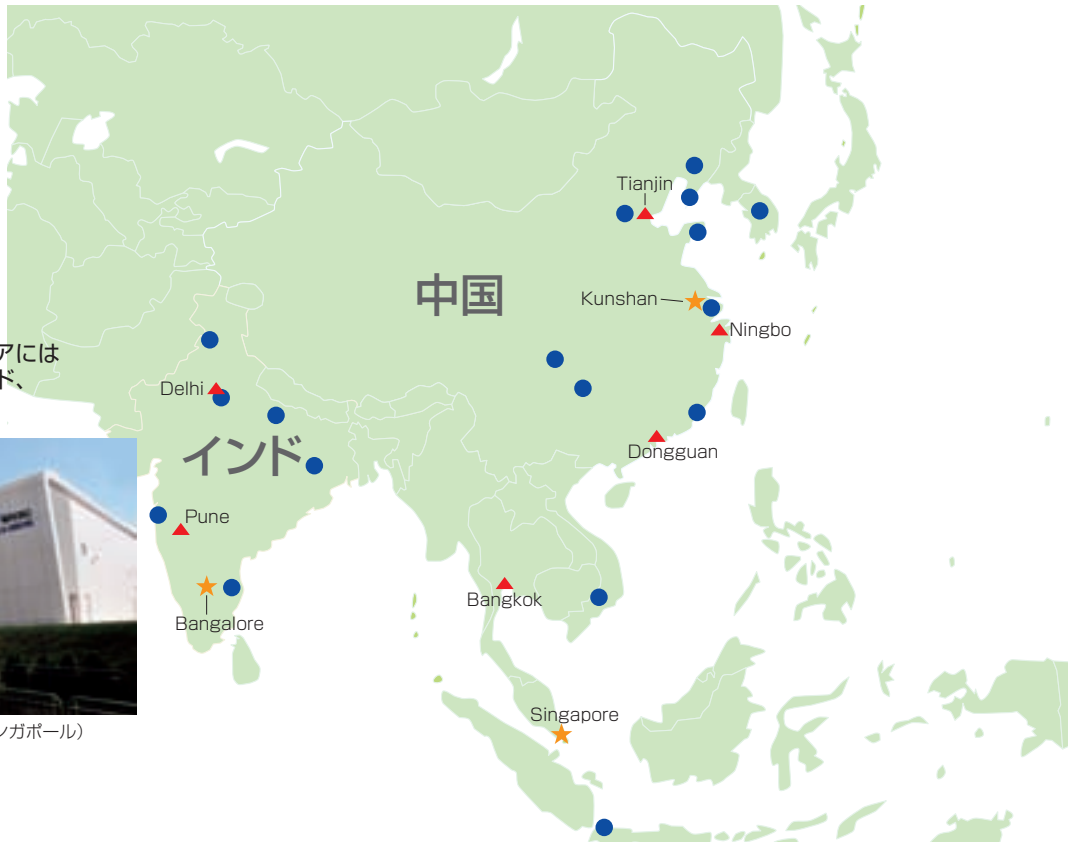 Tianjin
中国
Kunshan
Ningbo
アには
ド、
Delhi
インド
Dongguan
Pune
Bangkok
Bangalore
Singapore
ンガポール）